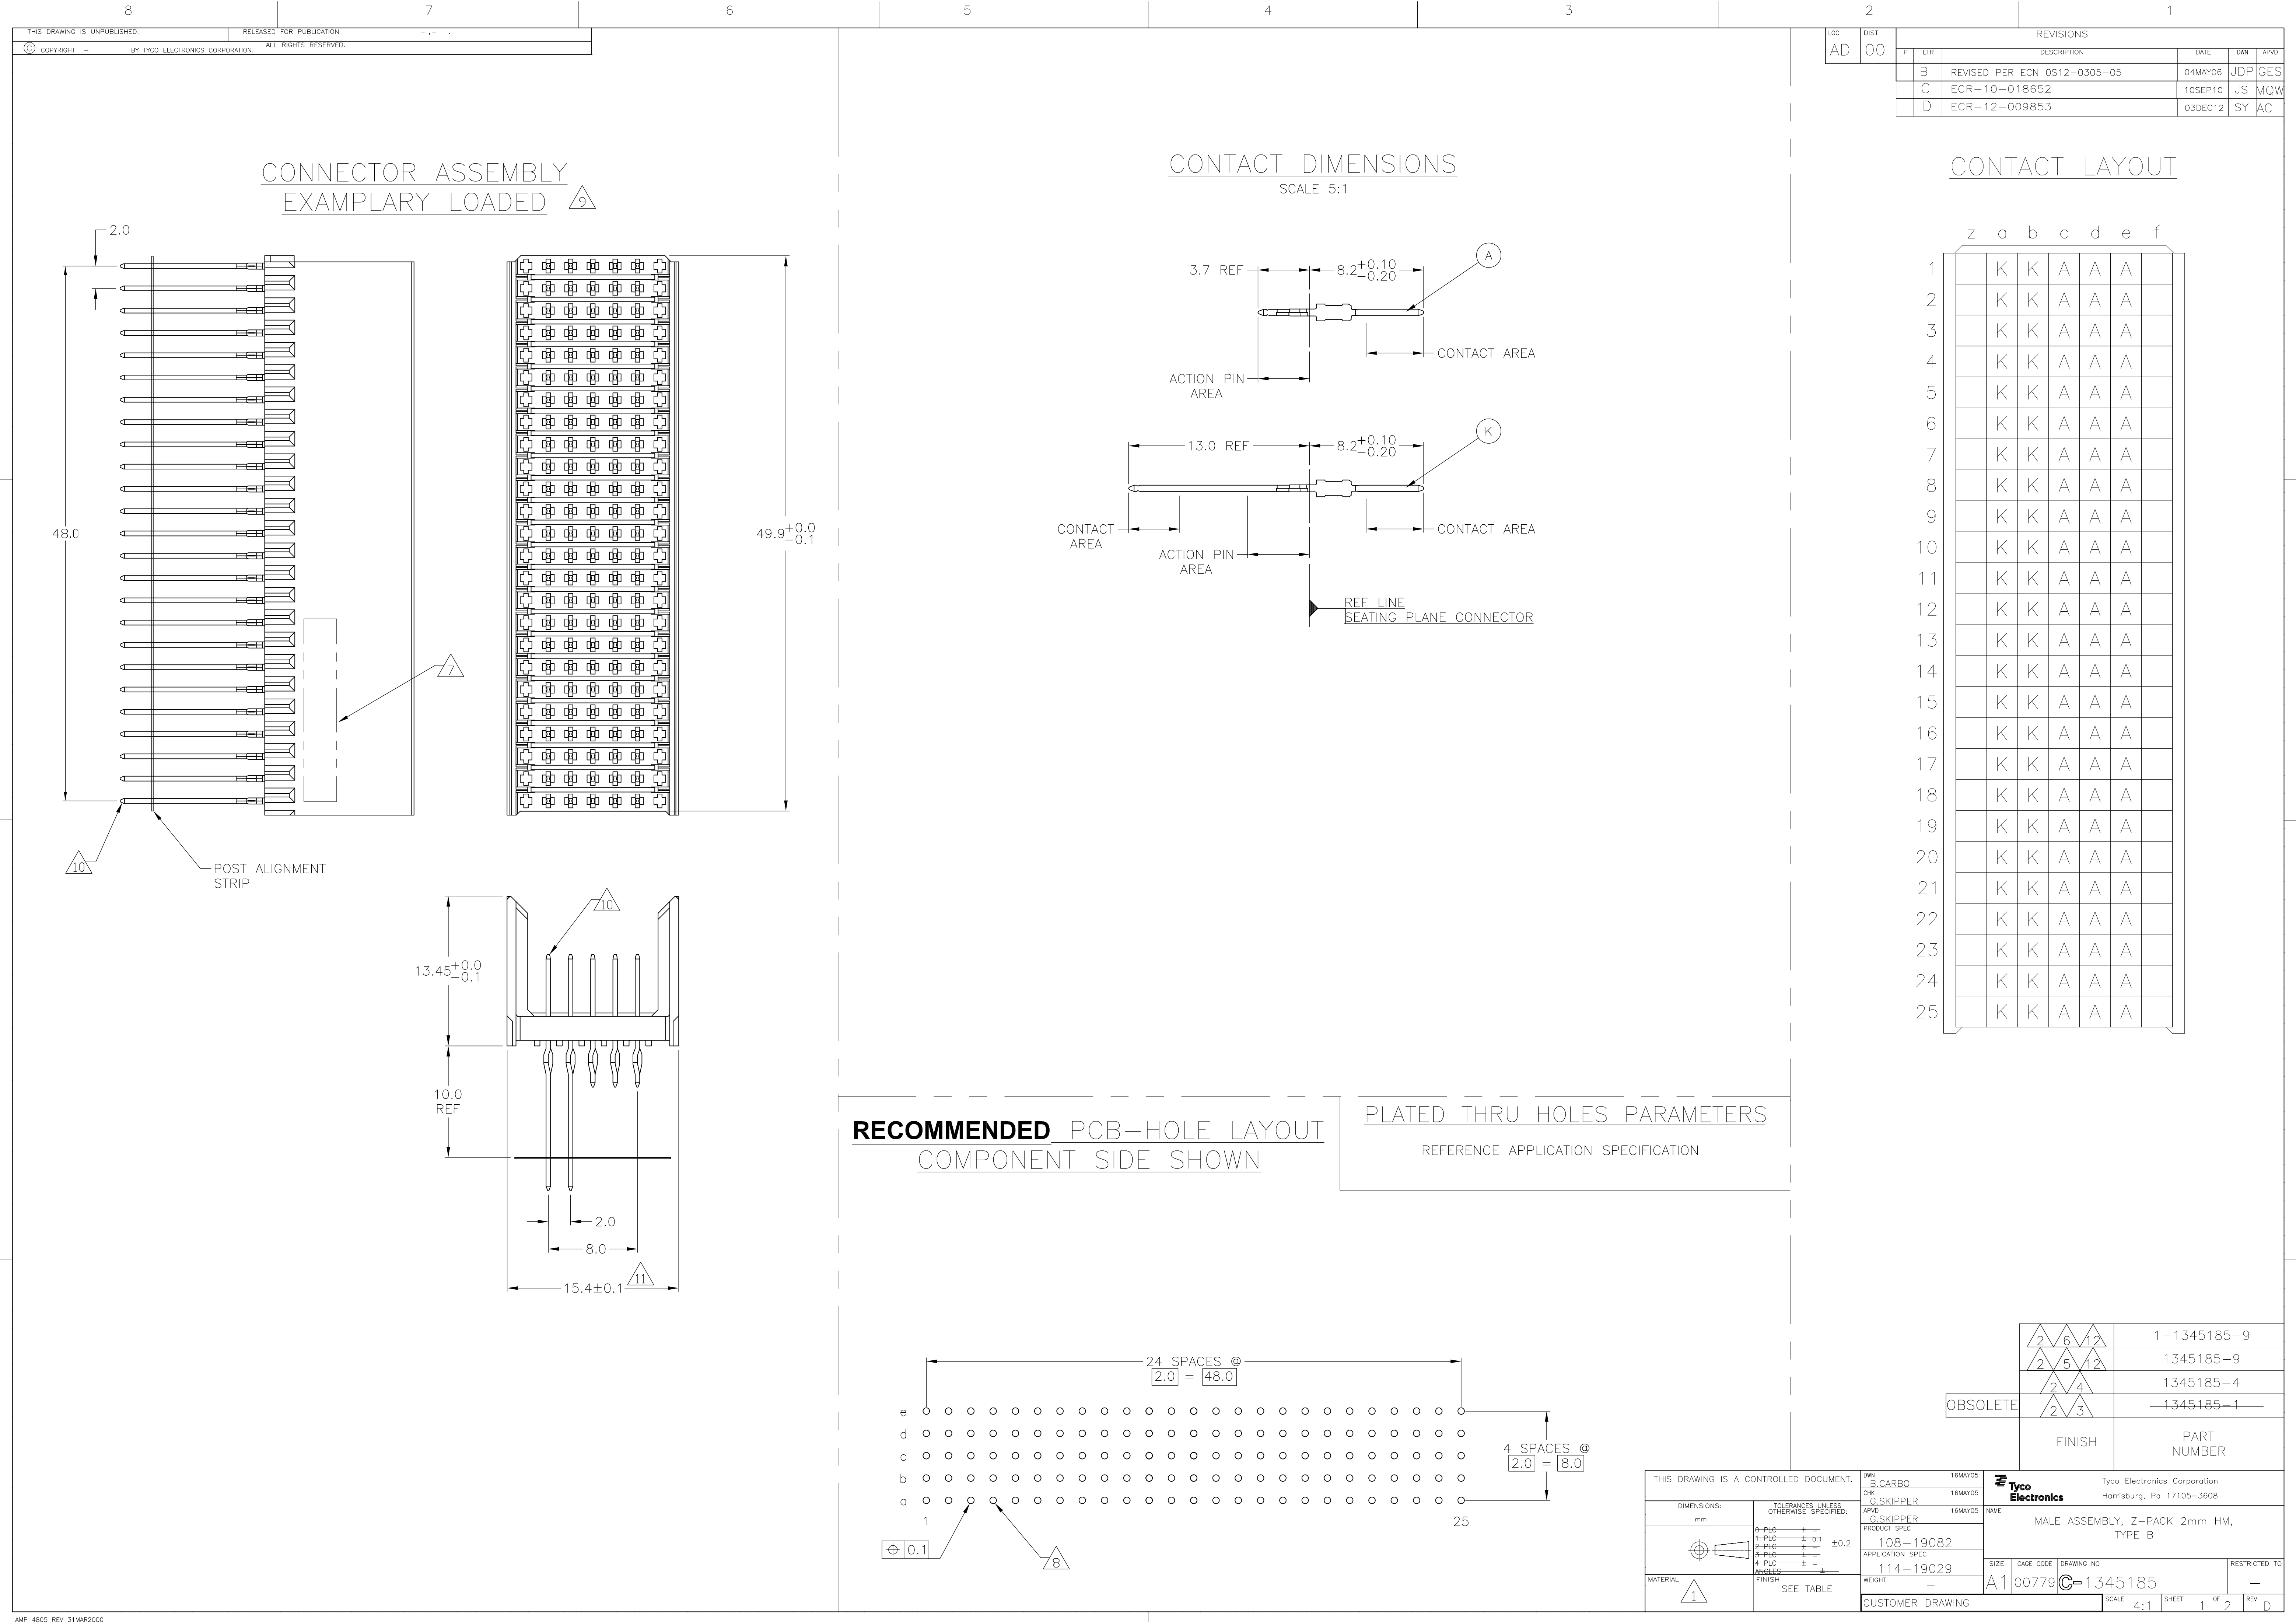 8 7 6 5 4 3 2 1
THIS DRAWING IS UNPUBLISHED.
RELEASED FOR PUBLICATION - ,- .
© COPYRIGHT - BY TYCO ELECTRONICS CORPORATION. ALL RIGHTS RESERVED.
LOC DIST
AD 00
REVISIONS
P LTR DESCRIPTION DATE DWN APVD
B REVISED PER ECN 0S12-0305-05 04MAY06 JDP GES
C ECR-10-018652 10SEP10 JS MQW
D ECR-12-009853 03DEC12 SY AC
CONNECTOR ASSEMBLY
EXAMPLARY LOADED 9
2.0
48.0
49.9+0.0 -0.1
7
10
POST ALIGNMENT
STRIP
10
13.45+0.0 -0.1
10.0
REF
2.0
8.0
15.4±0.1 11
CONTACT DIMENSIONS
SCALE 5:1
A
3.7 REF 8.2+0.10 -0.20
CONTACT AREA
ACTION PIN
AREA
K
13.0 REF 8.2+0.10 -0.20
CONTACT
AREA
CONTACT AREA
ACTION PIN
AREA
REF LINE
SEATING PLANE CONNECTOR
CONTACT LAYOUT
z a b c d e f
1 K K A A A
2 K K A A A
3 K K A A A
4 K K A A A
5 K K A A A
6 K K A A A
7 K K A A A
8 K K A A A
9 K K A A A
10 K K A A A
11 K K A A A
12 K K A A A
13 K K A A A
14 K K A A A
15 K K A A A
16 K K A A A
17 K K A A A
18 K K A A A
19 K K A A A
20 K K A A A
21 K K A A A
22 K K A A A
23 K K A A A
24 K K A A A
25 K K A A A
RECOMMENDED PCB-HOLE LAYOUT
COMPONENT SIDE SHOWN
PLATED THRU HOLES PARAMETERS
REFERENCE APPLICATION SPECIFICATION
24 SPACES @
2.0 = 48.0
e
d
c
b
a
1 25
4 SPACES @
2.0 = 8.0
⌖ 0.1
8
2 6 12 1-1345185-9
2 5 12 1345185-9
2 4 1345185-4
OBSOLETE 2 3 1345185-1
FINISH PART
NUMBER
THIS DRAWING IS A CONTROLLED DOCUMENT.
DIMENSIONS:
mm
TOLERANCES UNLESS
OTHERWISE SPECIFIED:
0 PLC ± -
1 PLC ± 0.1
2 PLC ± -
3 PLC ± -
4 PLC ± -
ANGLES ± -
±0.2
MATERIAL
1
FINISH
SEE TABLE
DWN 16MAY05
B.CARBO
CHK 16MAY05
G.SKIPPER
APVD 16MAY05
G.SKIPPER
PRODUCT SPEC
108-19082
APPLICATION SPEC
114-19029
WEIGHT -
CUSTOMER DRAWING
Tyco
Electronics
Tyco Electronics Corporation
Harrisburg, Pa 17105-3608
NAME
MALE ASSEMBLY, Z-PACK 2mm HM,
TYPE B
SIZE CAGE CODE DRAWING NO RESTRICTED TO
A1 00779 C-1345185 -
SCALE 4:1 SHEET 1 OF 2 REV D
AMP 4805 REV 31MAR2000